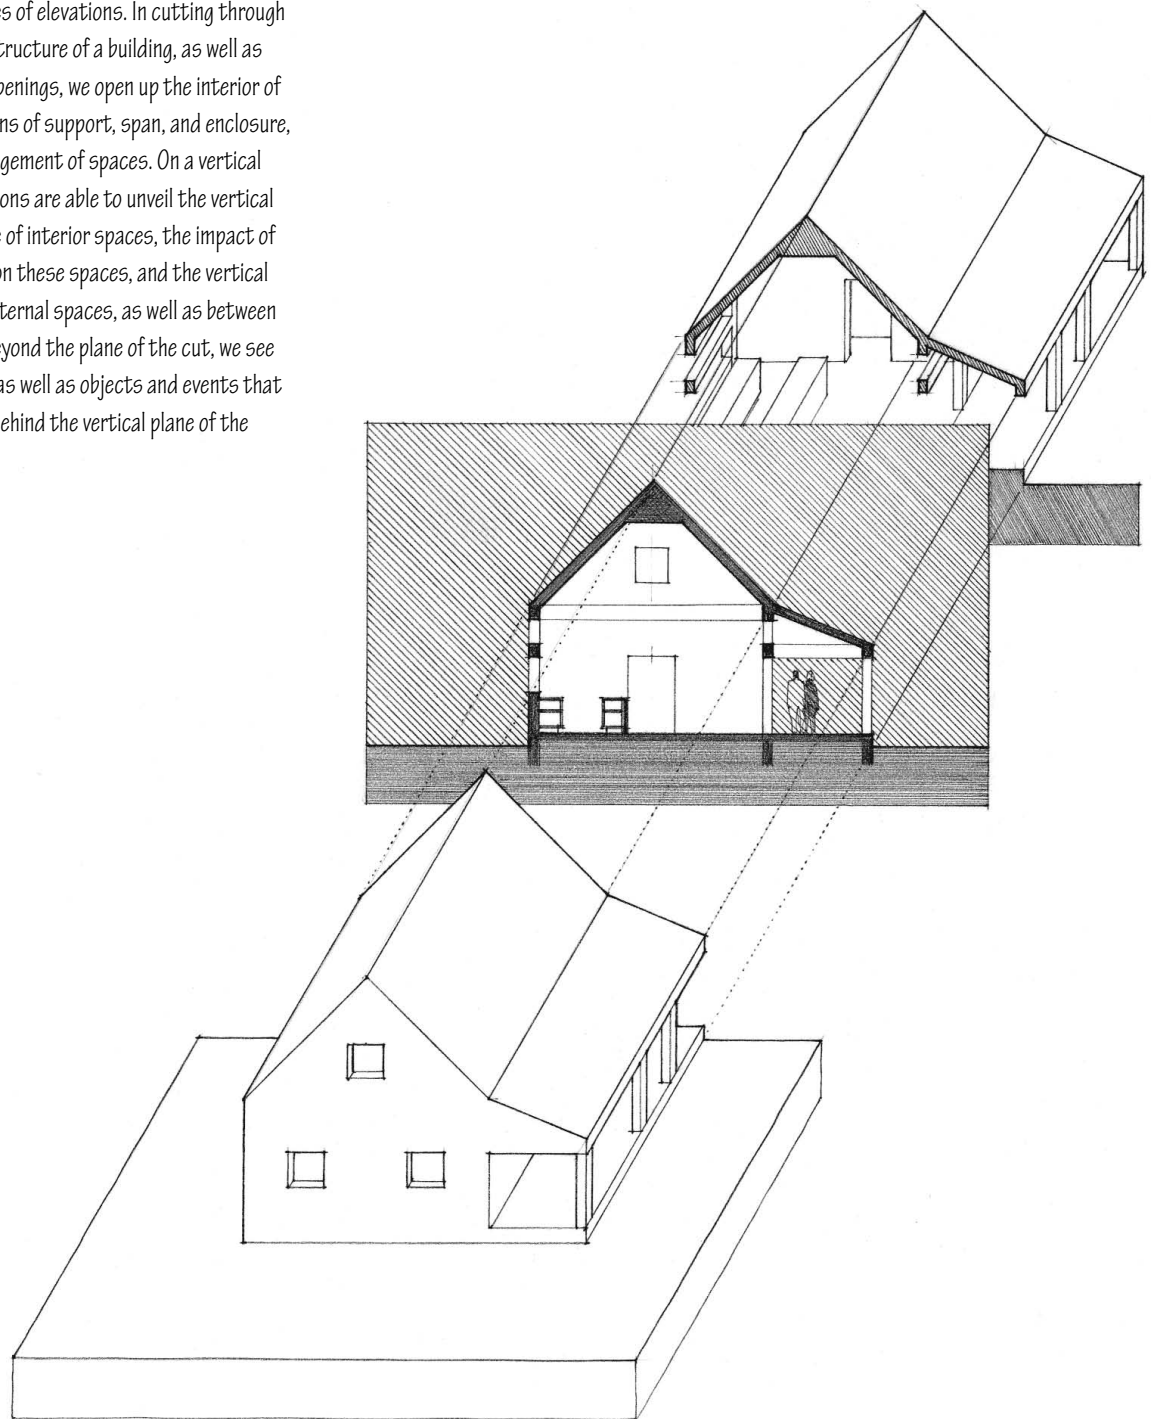 es of elevations. In cutting through
tructure of a building, as well as
penings, we open up the interior of
ns of support, span, and enclosure,
gement of spaces. On a vertical
ons are able to unveil the vertical
e of interior spaces, the impact of
on these spaces, and the vertical
ternal spaces, as well as between
eyond the plane of the cut, we see
as well as objects and events that
ehind the vertical plane of the